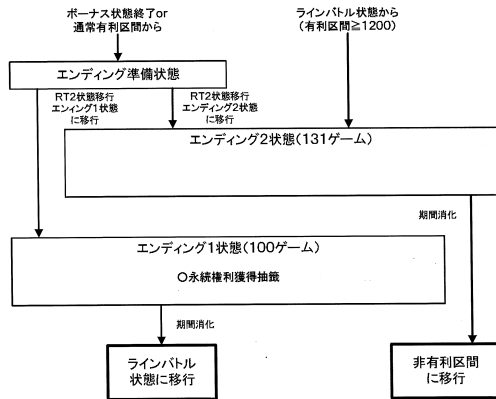 ボーナス状態終了or
通常有利区間から
ラインバトル状態から
(有利区間≧1200)
エンディング準備状態
RT2状態移行
エンィング1状態
に移行
RT2状態移行
エンディング2状態
に移行
エンディング2状態(131ゲーム)
期間消化
エンディング1状態(100ゲーム)
○永続権利獲得抽籤
期間消化
ラインバトル
状態に移行
非有利区間
に移行